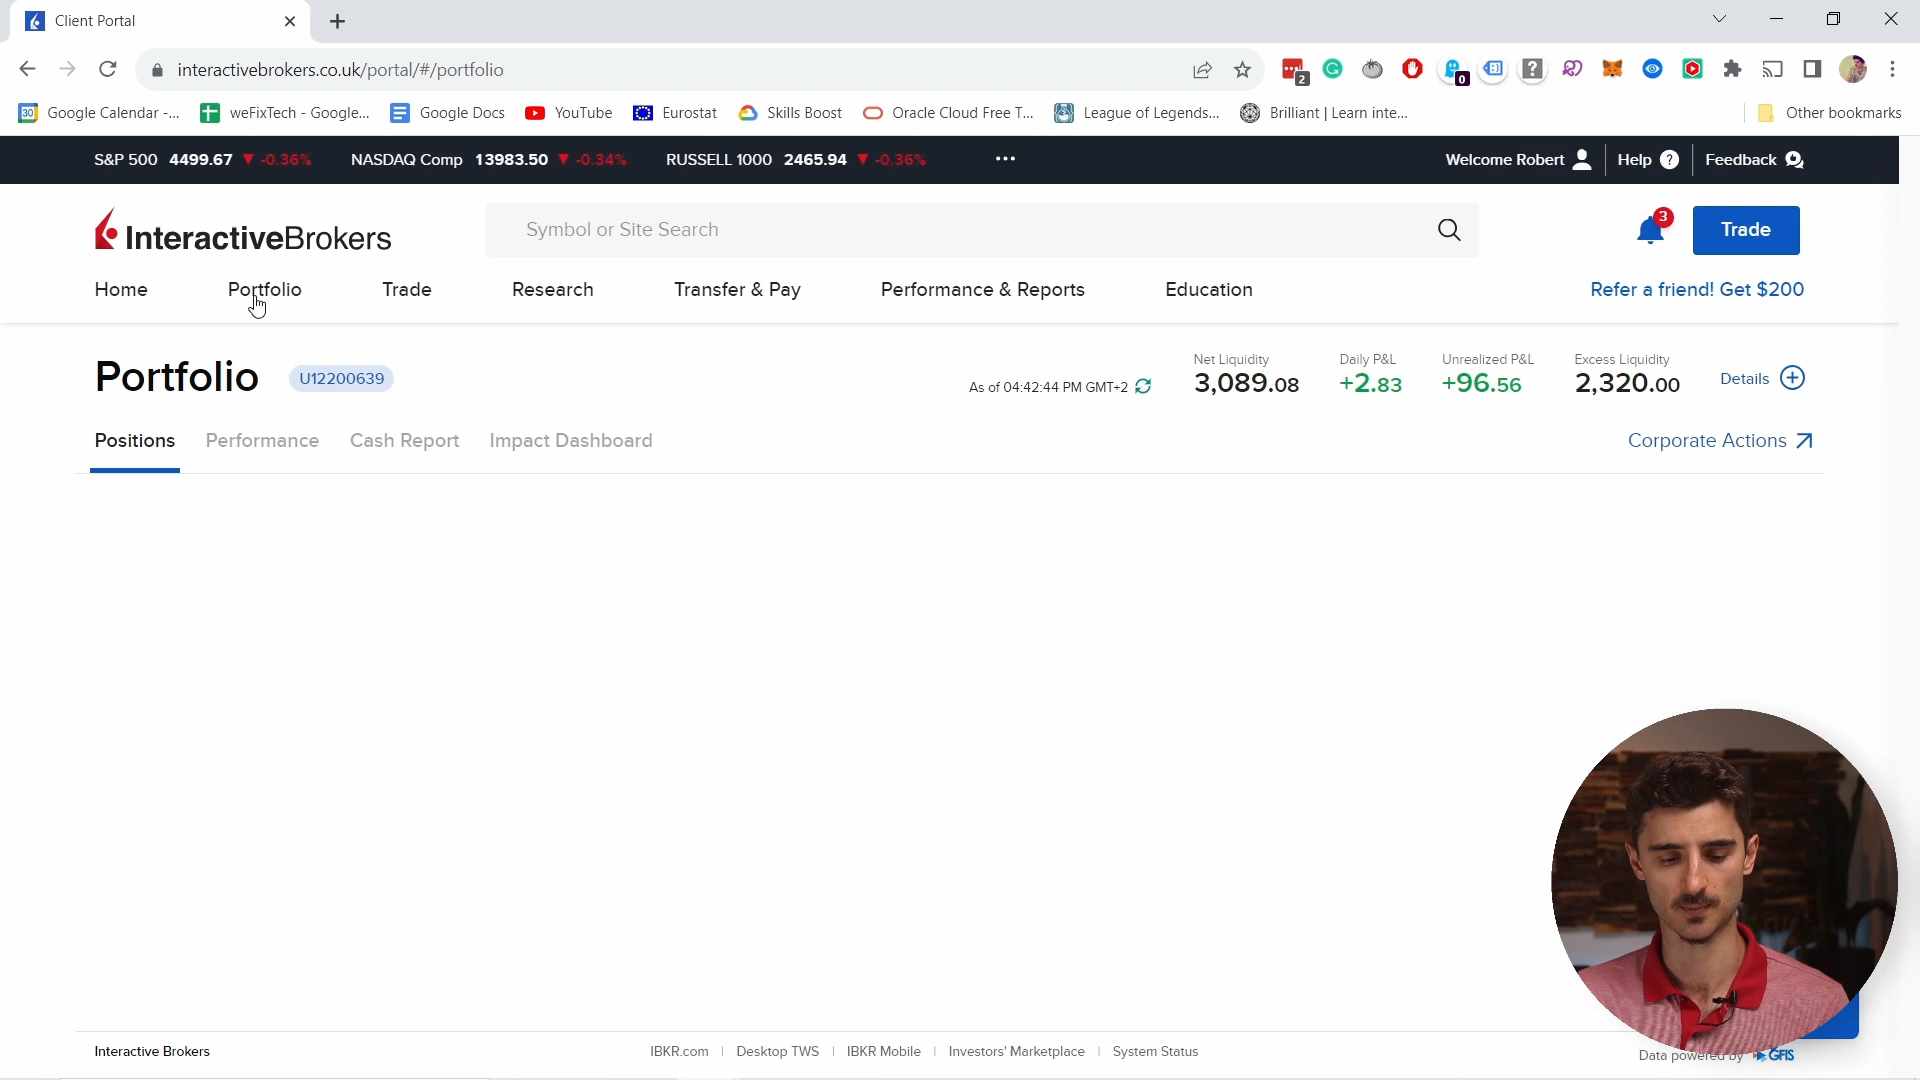 Client Portal
interactivebrokers.co.uk/portal/#/portfolio
2
0
30 Google Calendar -...
weFixTech - Google...
Google Docs
YouTube
Eurostat
Skills Boost
Oracle Cloud Free T...
League of Legends...
Brilliant | Learn inte...
Other bookmarks
S&P 500 4499.67 ▼ -0.36%
NASDAQ Comp 13983.50 ▼ -0.34%
RUSSELL 1000 2465.94 ▼ -0.36%
•••
Welcome Robert
Help ?
Feedback
InteractiveBrokers
Symbol or Site Search
3
Trade
Home
Portfolio
Trade
Research
Transfer & Pay
Performance & Reports
Education
Refer a friend! Get $200
Portfolio
U12200639
As of 04:42:44 PM GMT+2
Net Liquidity
3,089.08
Daily P&L
+2.83
Unrealized P&L
+96.56
Excess Liquidity
2,320.00
Details
Positions
Performance
Cash Report
Impact Dashboard
Corporate Actions
Interactive Brokers
IBKR.com | Desktop TWS | IBKR Mobile | Investors' Marketplace | System Status
Data powered by GFIS